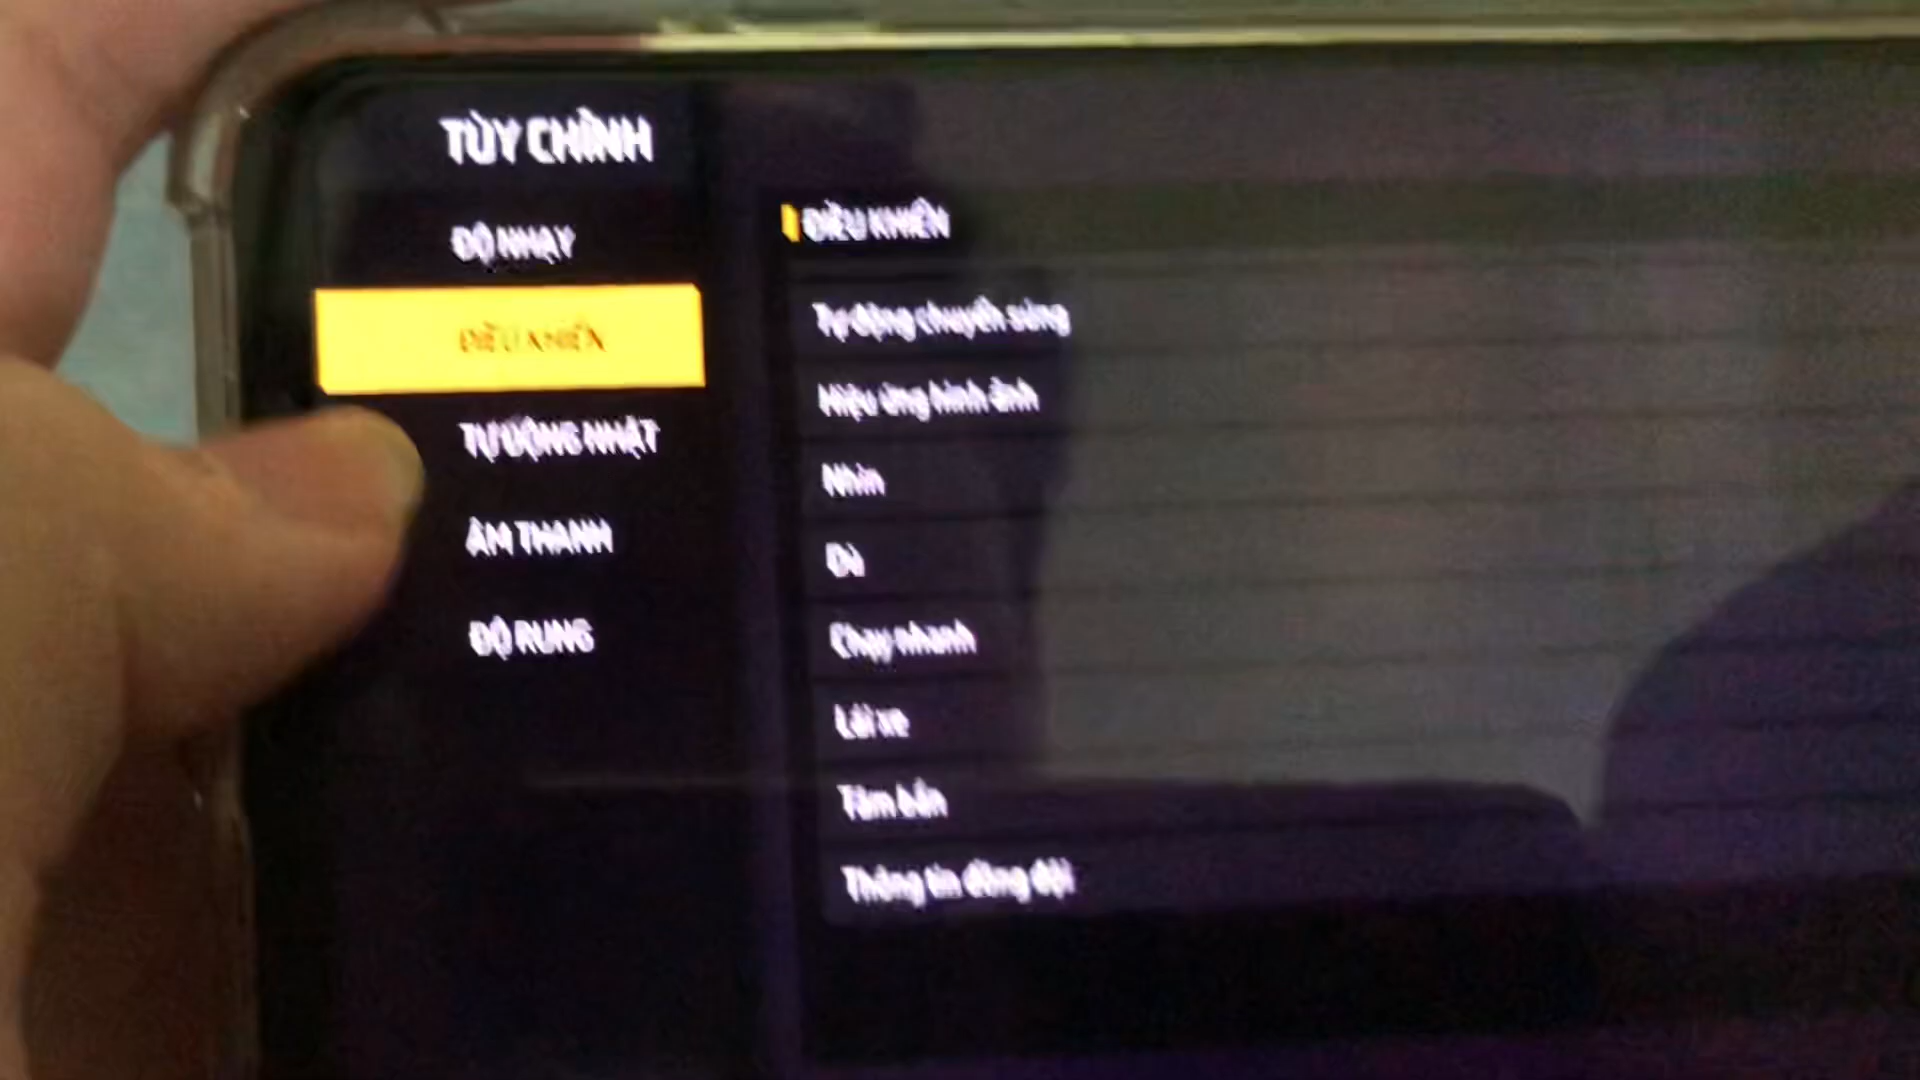 TÙY CHỈNH
ĐỘ NHẠY
ĐIỀU KHIỂN
TỰ ĐỘNG NHẶT
ÂM THANH
ĐỘ RUNG
ĐIỀU KHIỂN
Tự động chuyển súng
Hiệu ứng hình ảnh
Nhìn
Dù
Chạy nhanh
Lái xe
Tâm bắn
Thông tin đồng đội